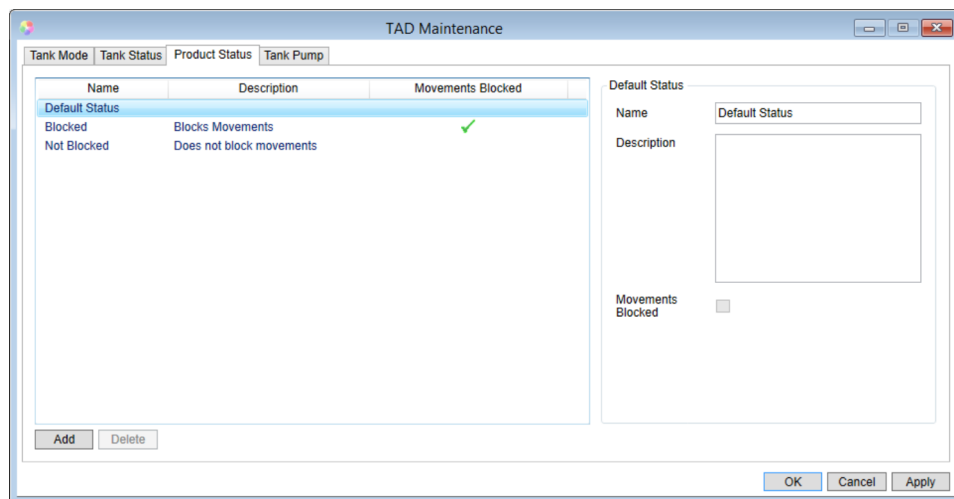 TAD Maintenance
Tank Mode Tank Status Product Status Tank Pump
Name Description Movements Blocked
Default Status
Blocked Blocks Movements
Not Blocked Does not block movements
Default Status
Name Default Status
Description
Movements
Blocked
Add Delete
OK Cancel Apply